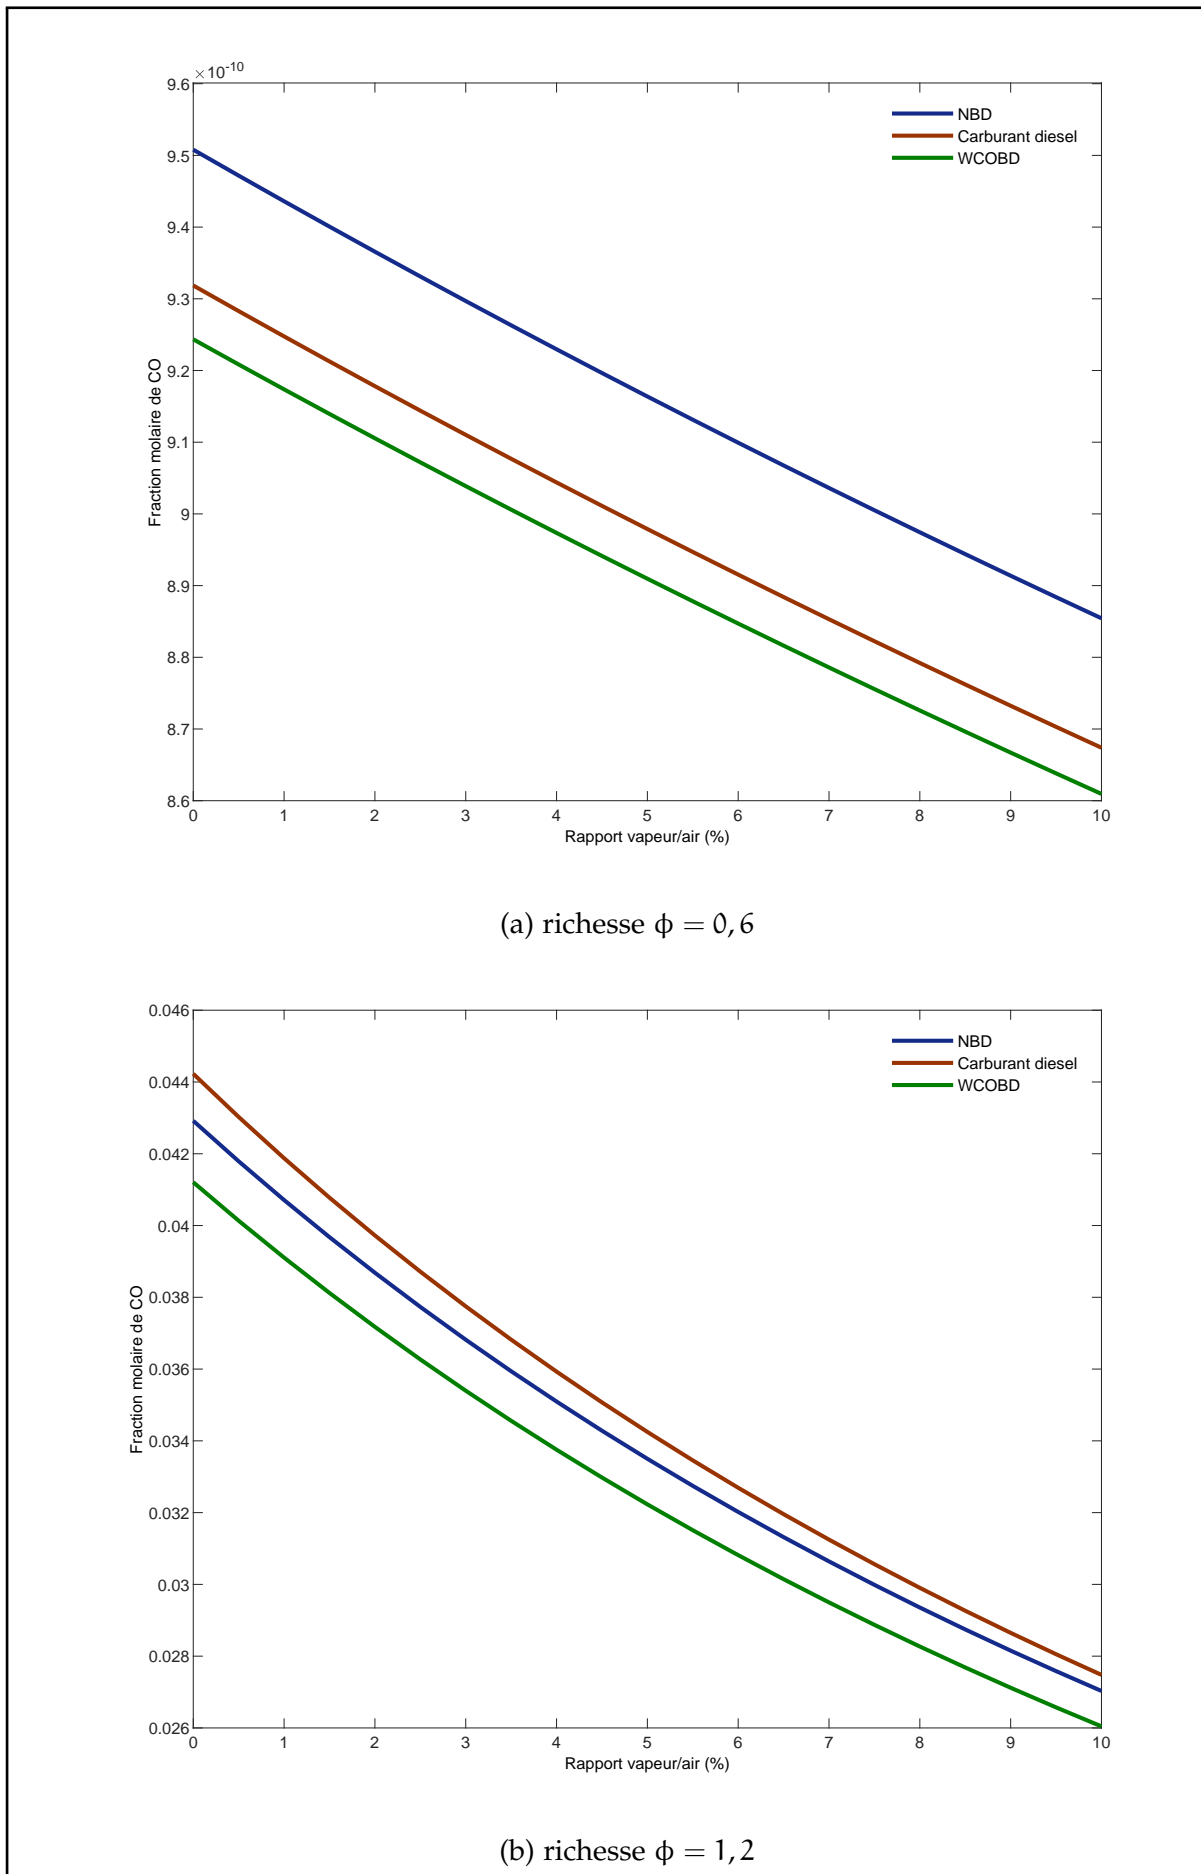 ×10-10
9.6
9.5
9.4
9.3
9.2
9.1
9
8.9
8.8
8.7
8.6
Fraction molaire de CO
NBD
Carburant diesel
WCOBD
0 1 2 3 4 5 6 7 8 9 10
Rapport vapeur/air (%)
(a) richesse ϕ = 0, 6
0.046
0.044
0.042
0.04
0.038
0.036
0.034
0.032
0.03
0.028
0.026
Fraction molaire de CO
NBD
Carburant diesel
WCOBD
0 1 2 3 4 5 6 7 8 9 10
Rapport vapeur/air (%)
(b) richesse ϕ = 1, 2